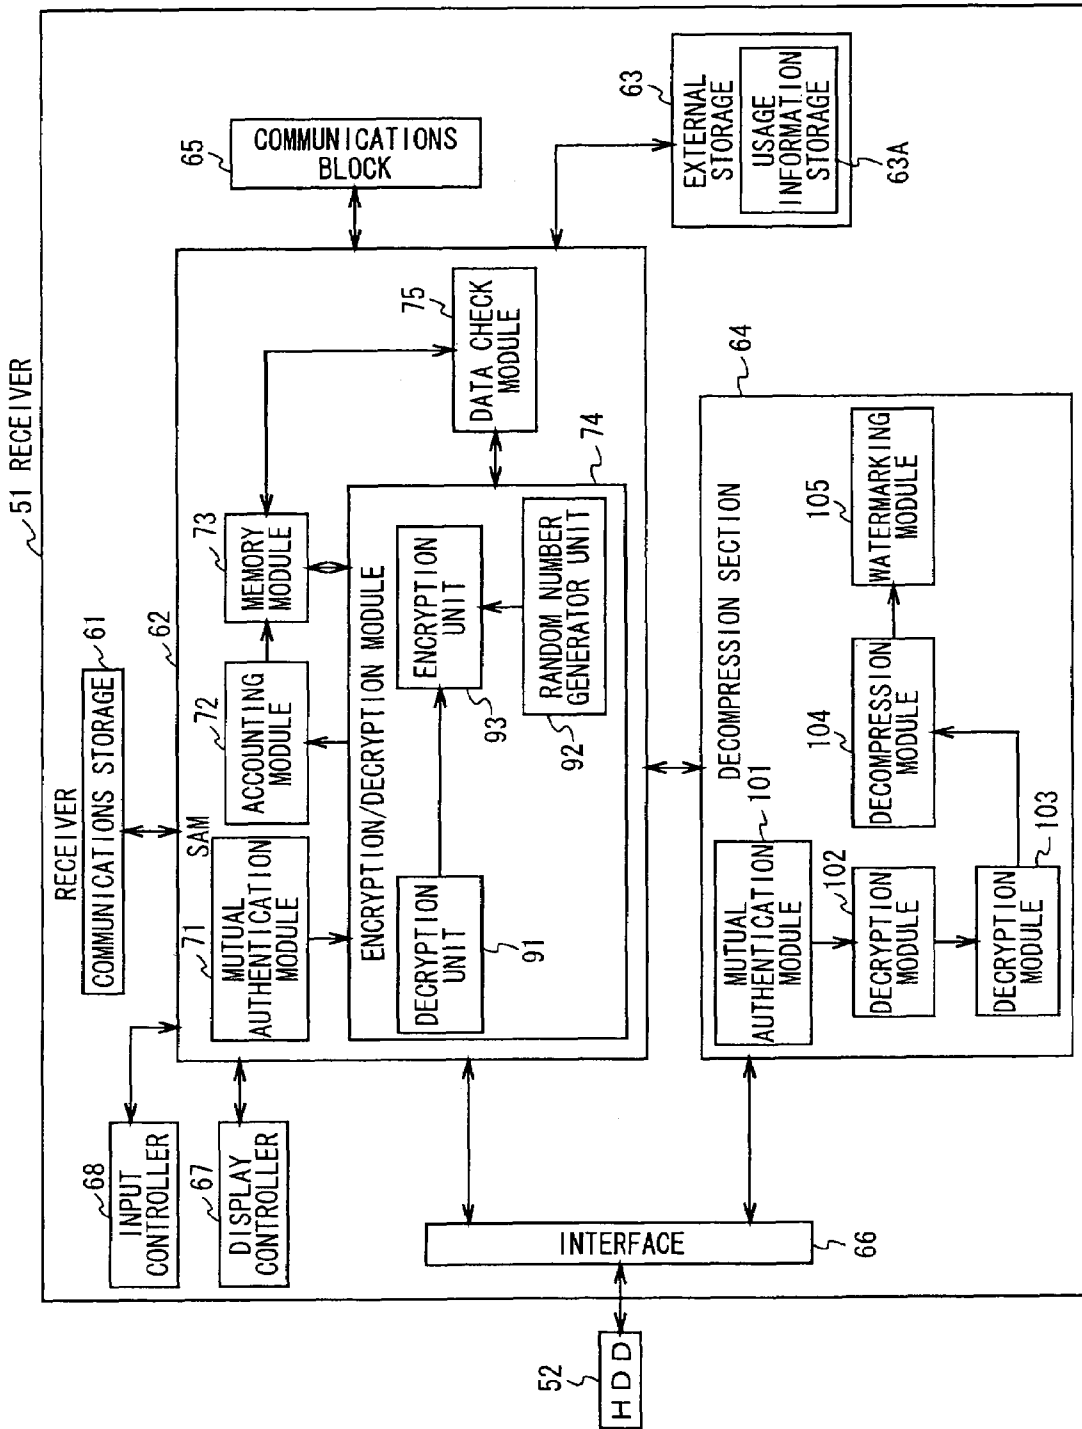 51 RECEIVER
RECEIVER
COMMUNICATIONS STORAGE
61
68
INPUT
CONTROLLER
67
DISPLAY
CONTROLLER
62
SAM
71
MUTUAL
AUTHENTICATION
MODULE
72
ACCOUNTING
MODULE
73
MEMORY
MODULE
65
COMMUNICATIONS
BLOCK
ENCRYPTION/DECRYPTION MODULE
74
DECRYPTION
UNIT
91
ENCRYPTION
UNIT
93
RANDOM NUMBER
GENERATOR UNIT
92
75
DATA CHECK
MODULE
63
EXTERNAL
STORAGE
USAGE
INFORMATION
STORAGE
63A
52
HDD
INTERFACE
66
DECOMPRESSION SECTION
64
MUTUAL
AUTHENTICATION
MODULE
101
DECRYPTION
MODULE
102
DECRYPTION
MODULE
103
104
DECOMPRESSION
MODULE
105
WATERMARKING
MODULE